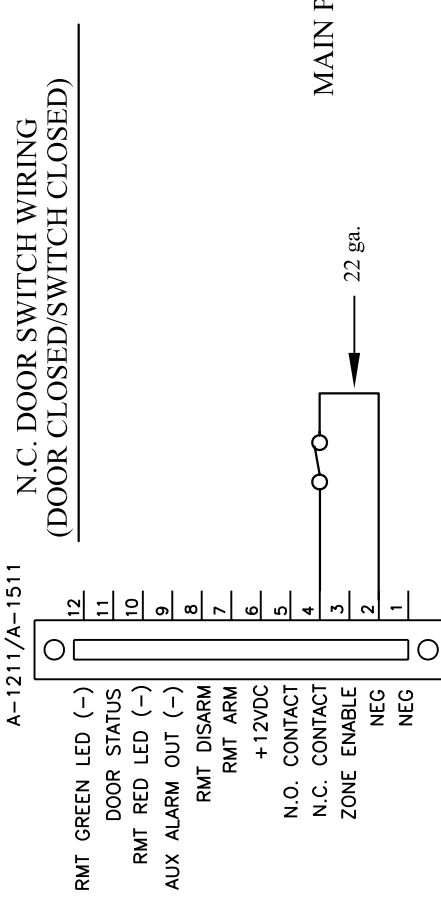 N.C. DOOR SWITCH WIRING
(DOOR CLOSED/SWITCH CLOSED)
A-1211/A-1511
RMT GREEN LED (-) 12
DOOR STATUS 11
RMT RED LED (-) 10
AUX ALARM OUT (-) 9
RMT DISARM 8
RMT ARM 7
+12VDC 6
N.O. CONTACT 5
N.C. CONTACT 4
ZONE ENABLE 3
NEG 2
NEG 1
22 ga.
MAIN P